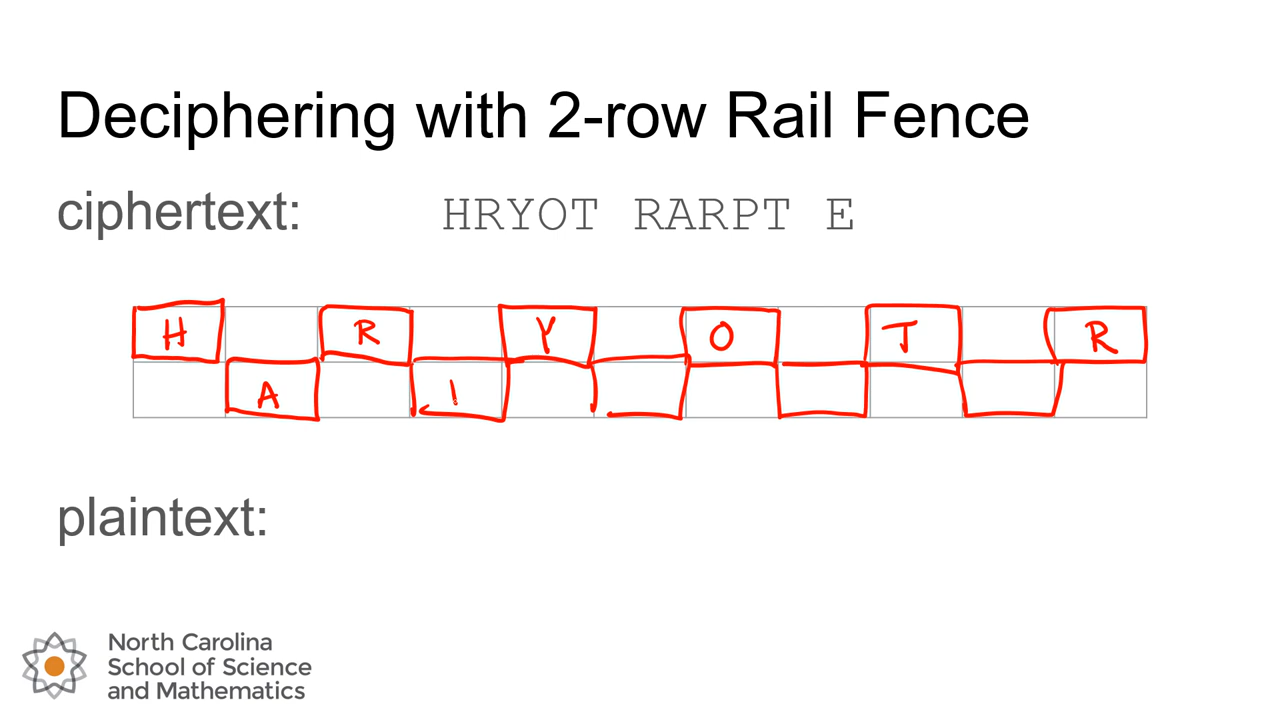 Deciphering with 2-row Rail Fence
ciphertext: HRYOT RARPT E
H R Y O T R
A
plaintext:
North Carolina
School of Science
and Mathematics